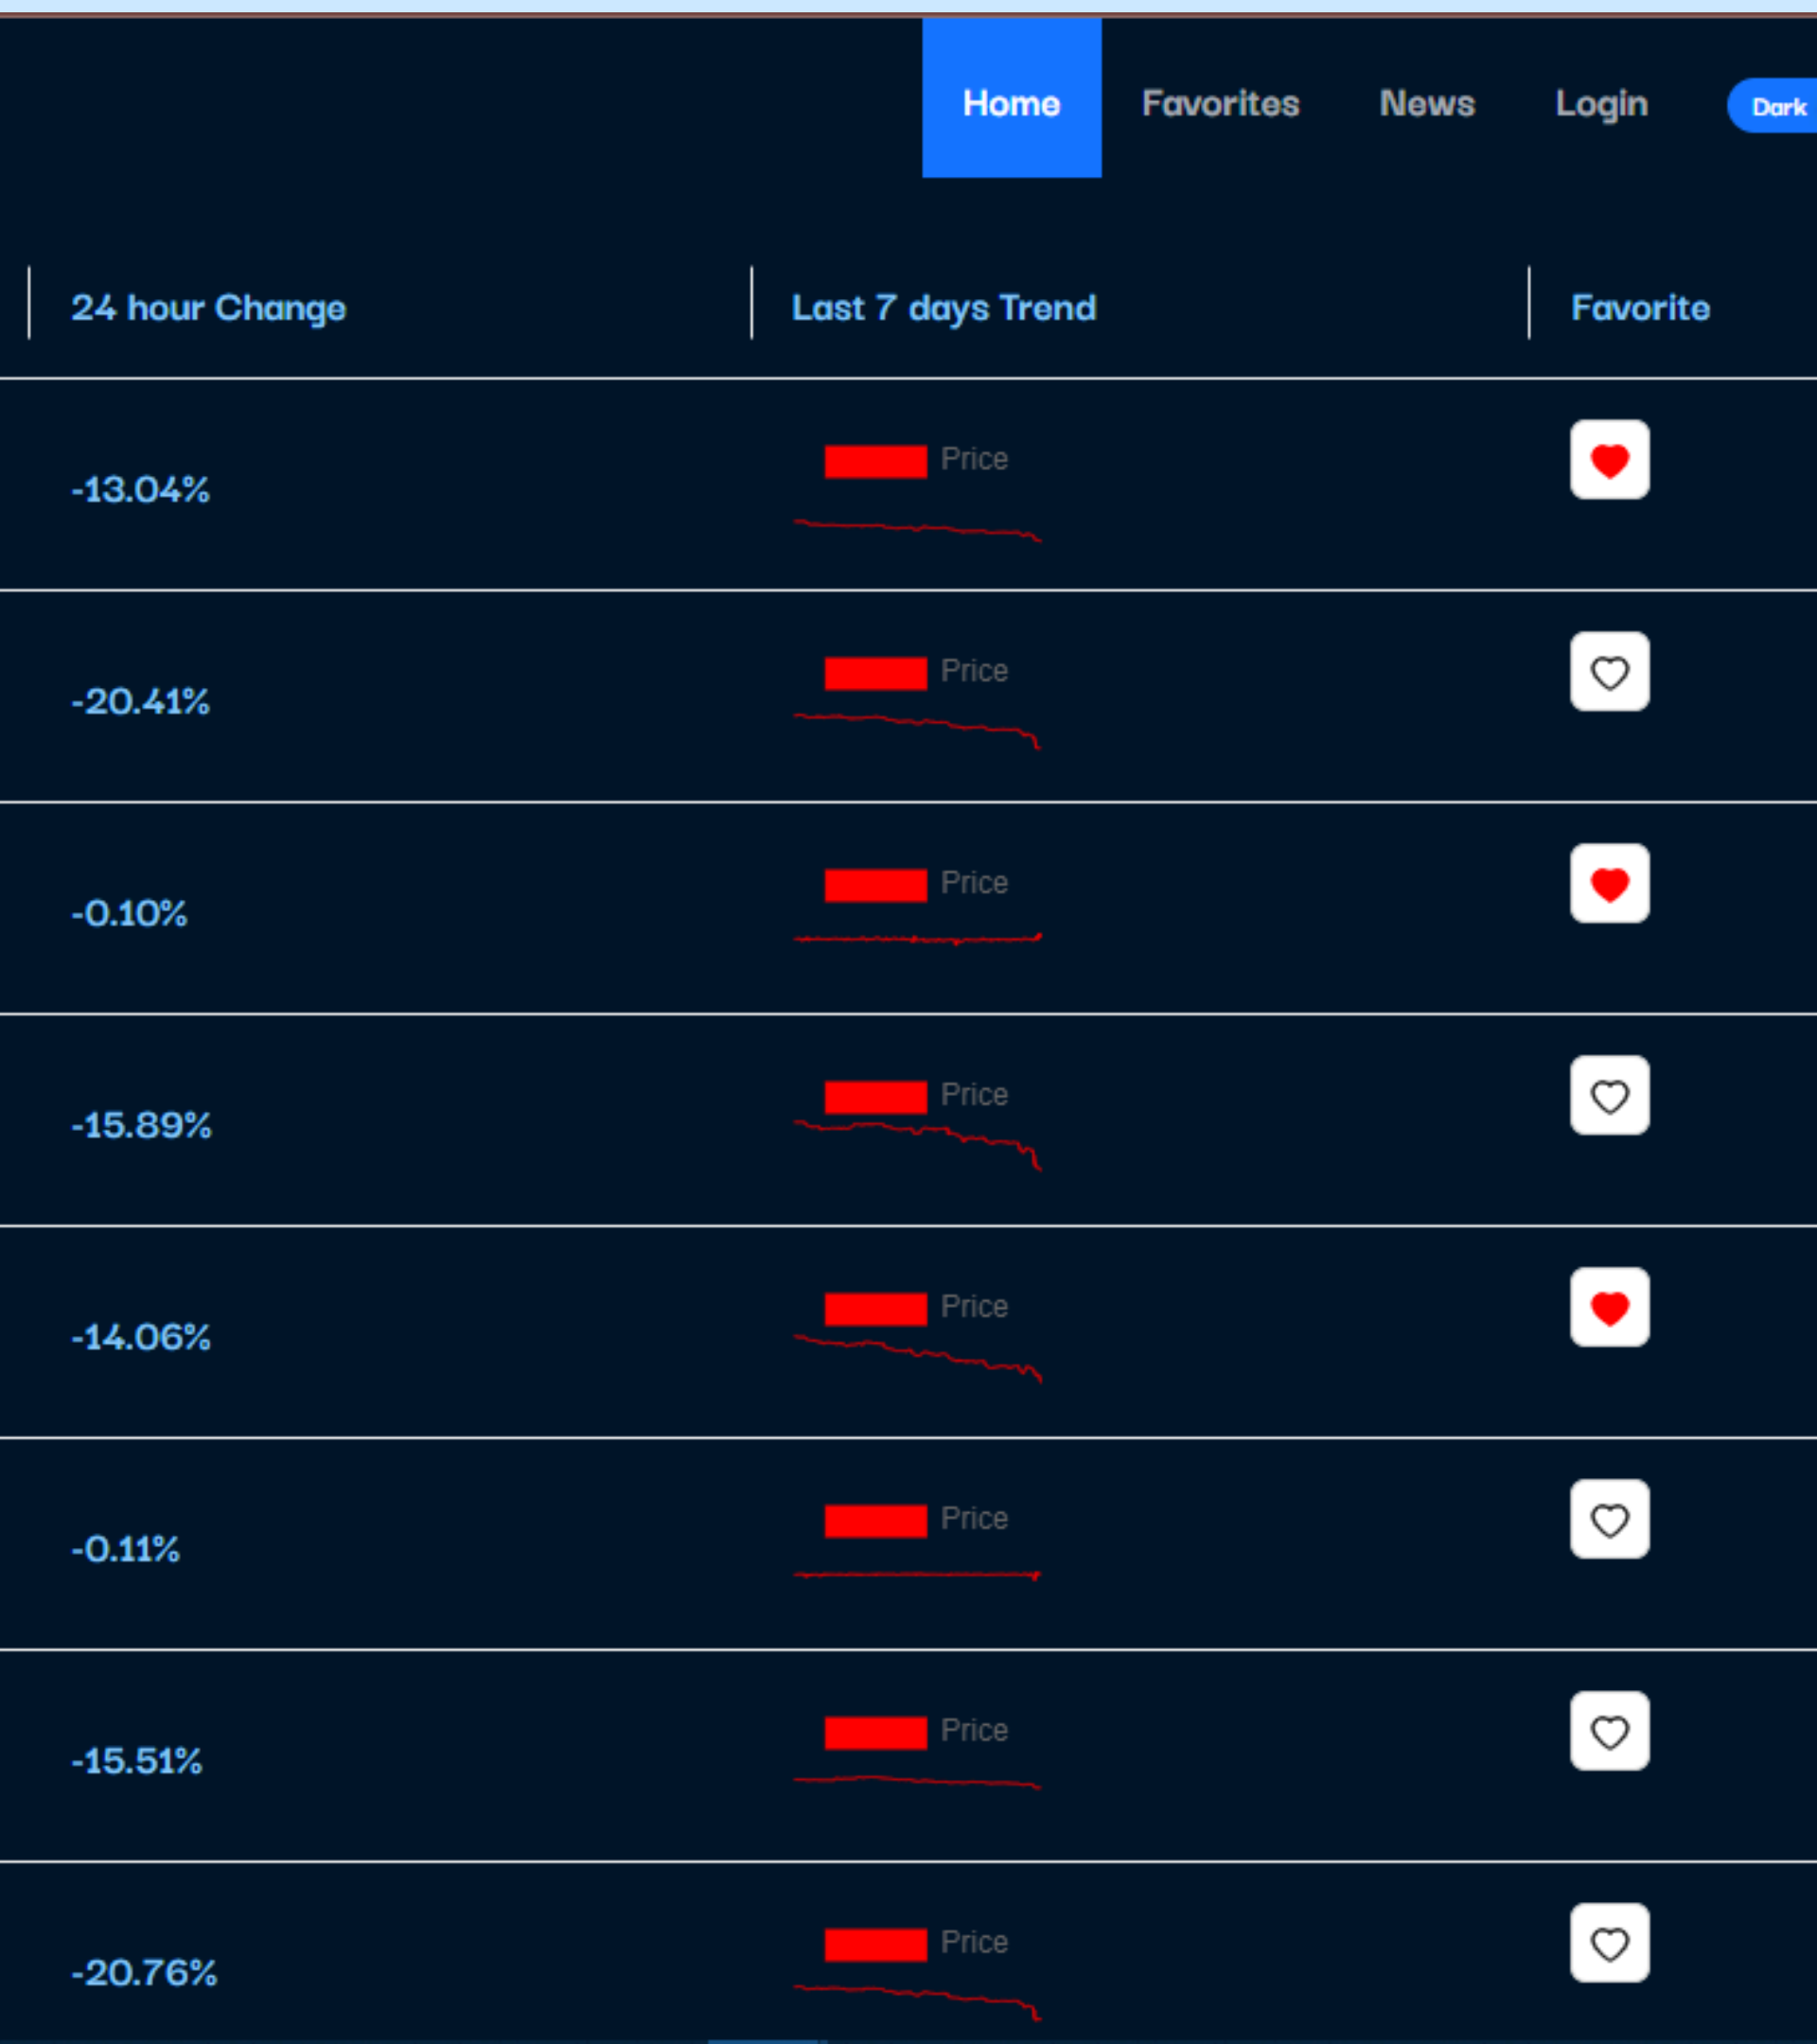 Home Favorites News Login Dark
24 hour Change Last 7 days Trend Favorite
Price
-13.04%
Price
-20.41%
Price
-0.10%
Price
-15.89%
Price
-14.06%
Price
-0.11%
Price
-15.51%
Price
-20.76%